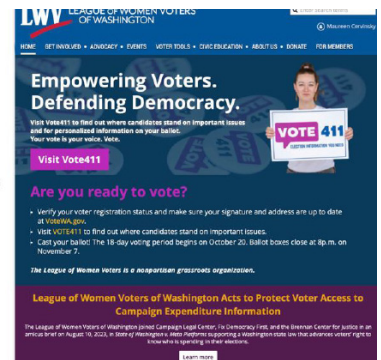 LWV LEAGUE OF WOMEN VOTERS
OF WASHINGTON
Maureen Cervinsky
HOME GET INVOLVED ADVOCACY EVENTS VOTER TOOLS CIVIC EDUCATION ABOUT US DONATE FOR MEMBERS
Empowering Voters.
Defending Democracy.
Visit Vote411 to find out where candidates stand on important issues
and for personalized information on your ballot.
Your vote is your voice. Vote.
VOTE 411
ELECTION INFORMATION YOU NEED
Visit Vote411
Are you ready to vote?
Verify your voter registration status and make sure your signature and address are up to date
at VoteWA.gov.
Visit VOTE411 to find out where candidates stand on important issues.
Cast your ballot! The 18-day voting period begins on October 20. Ballot boxes close at 8p.m. on
November 7.
The League of Women Voters is a nonpartisan grassroots organization.
League of Women Voters of Washington Acts to Protect Voter Access to
Campaign Expenditure Information
The League of Women Voters of Washington joined Campaign Legal Center, Fix Democracy First, and the Brennan Center for Justice in an
amicus brief on August 10, 2023, in State of Washington v. Meta Platforms supporting a Washington state law that advances voters' right to
know who is spending in their elections.
Learn more